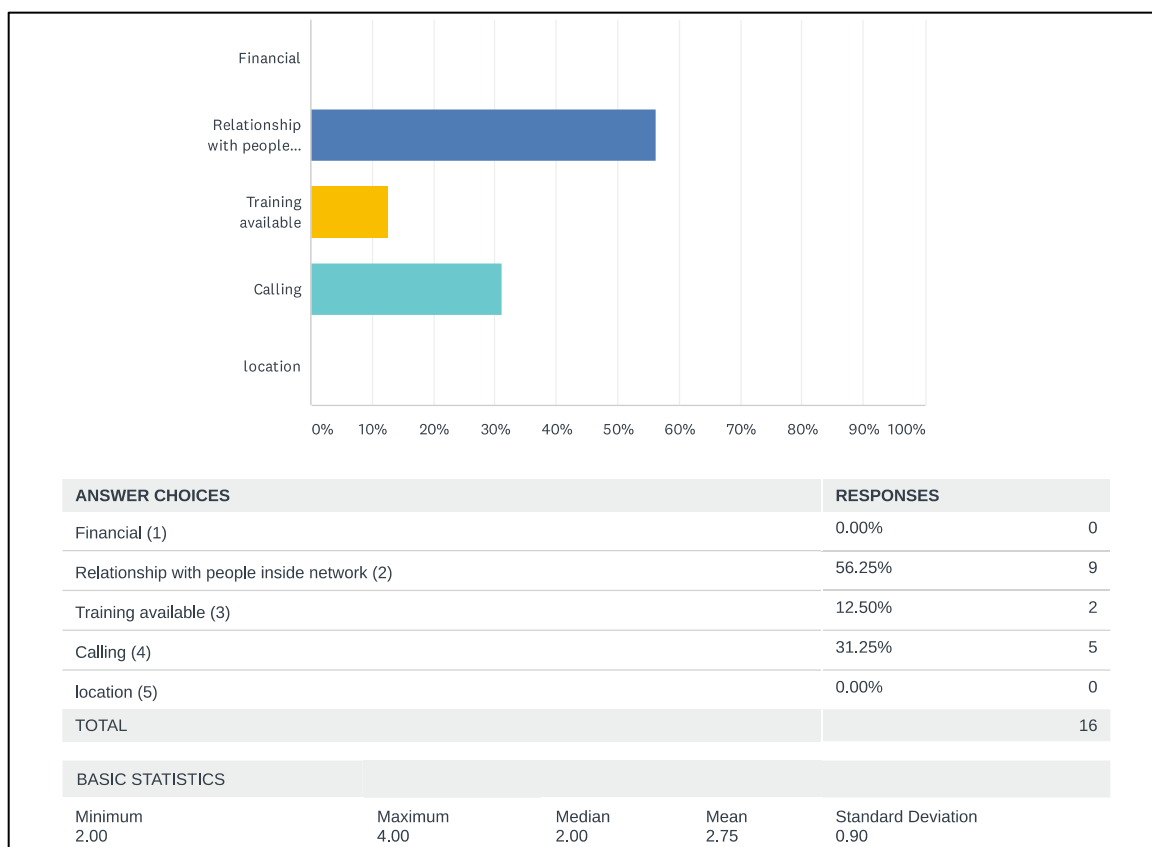 Financial
Relationship
with people...
Training
available
Calling
location
0% 10% 20% 30% 40% 50% 60% 70% 80% 90% 100%
ANSWER CHOICES RESPONSES
Financial (1) 0.00% 0
Relationship with people inside network (2) 56.25% 9
Training available (3) 12.50% 2
Calling (4) 31.25% 5
location (5) 0.00% 0
TOTAL 16
BASIC STATISTICS
Minimum Maximum Median Mean Standard Deviation
2.00 4.00 2.00 2.75 0.90